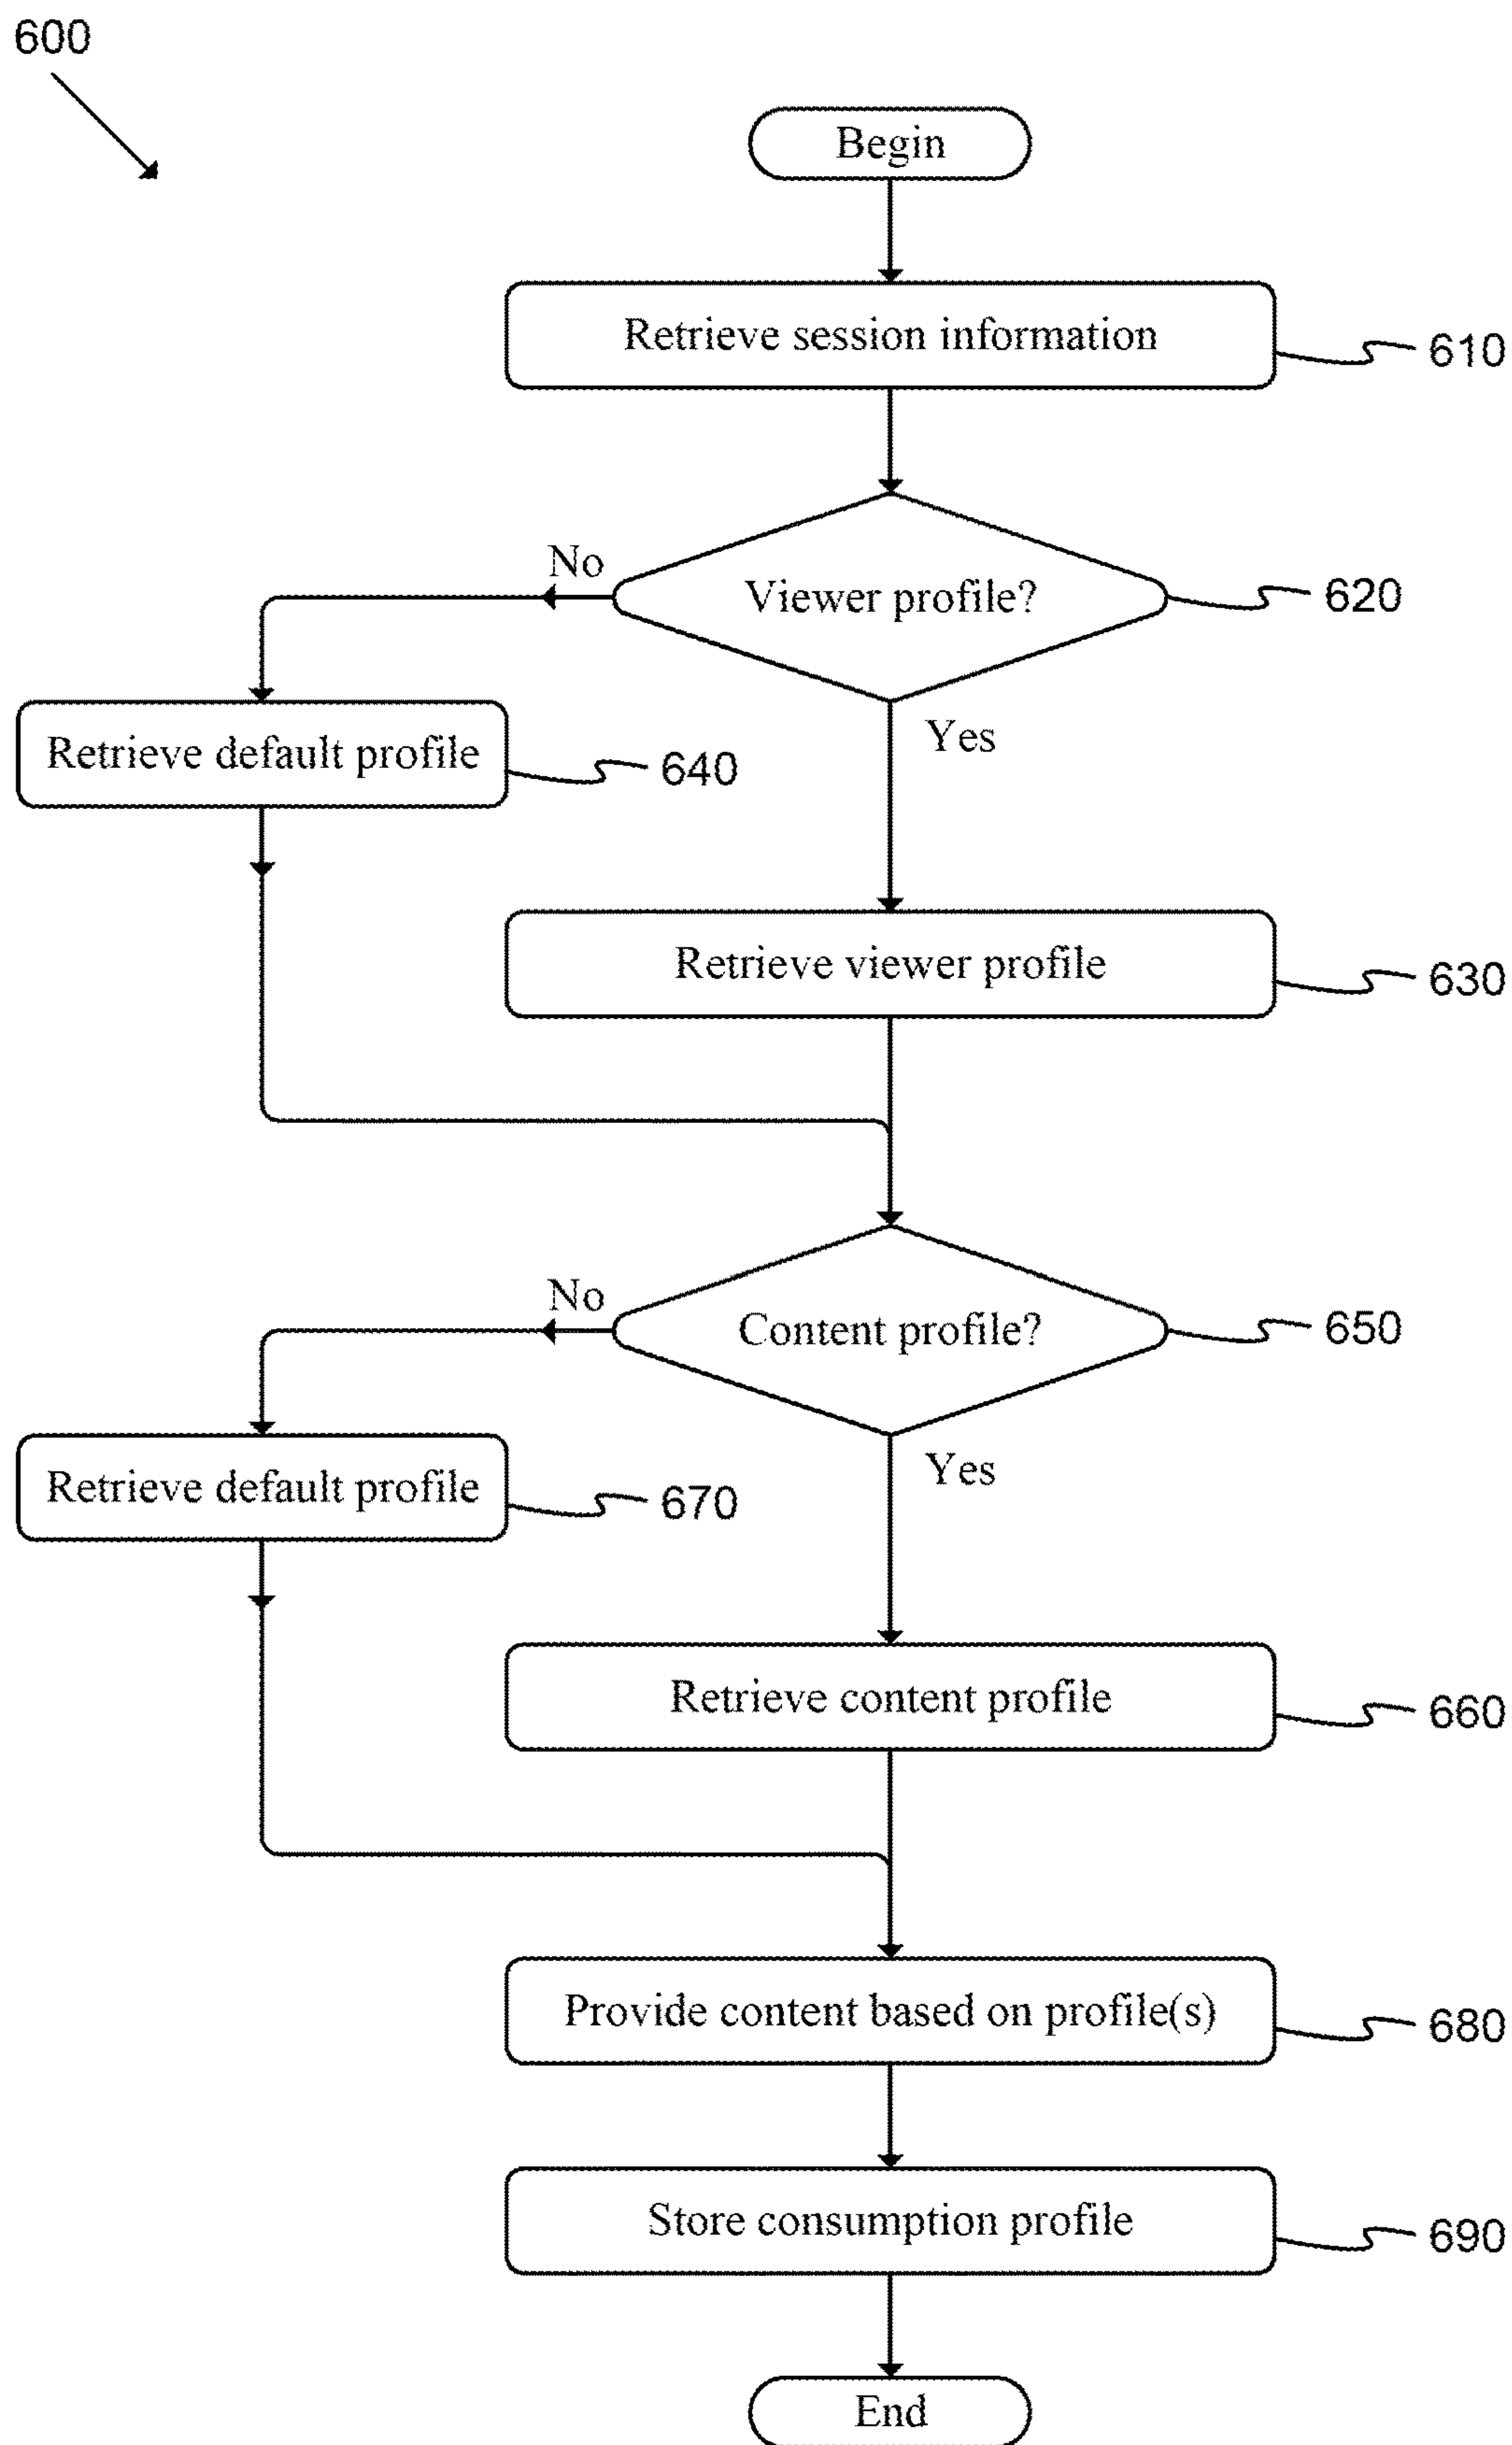 600
Begin
Retrieve session information
610
No
Viewer profile?
620
Yes
Retrieve default profile
640
Retrieve viewer profile
630
No
Content profile?
650
Yes
Retrieve default profile
670
Retrieve content profile
660
Provide content based on profile(s)
680
Store consumption profile
690
End